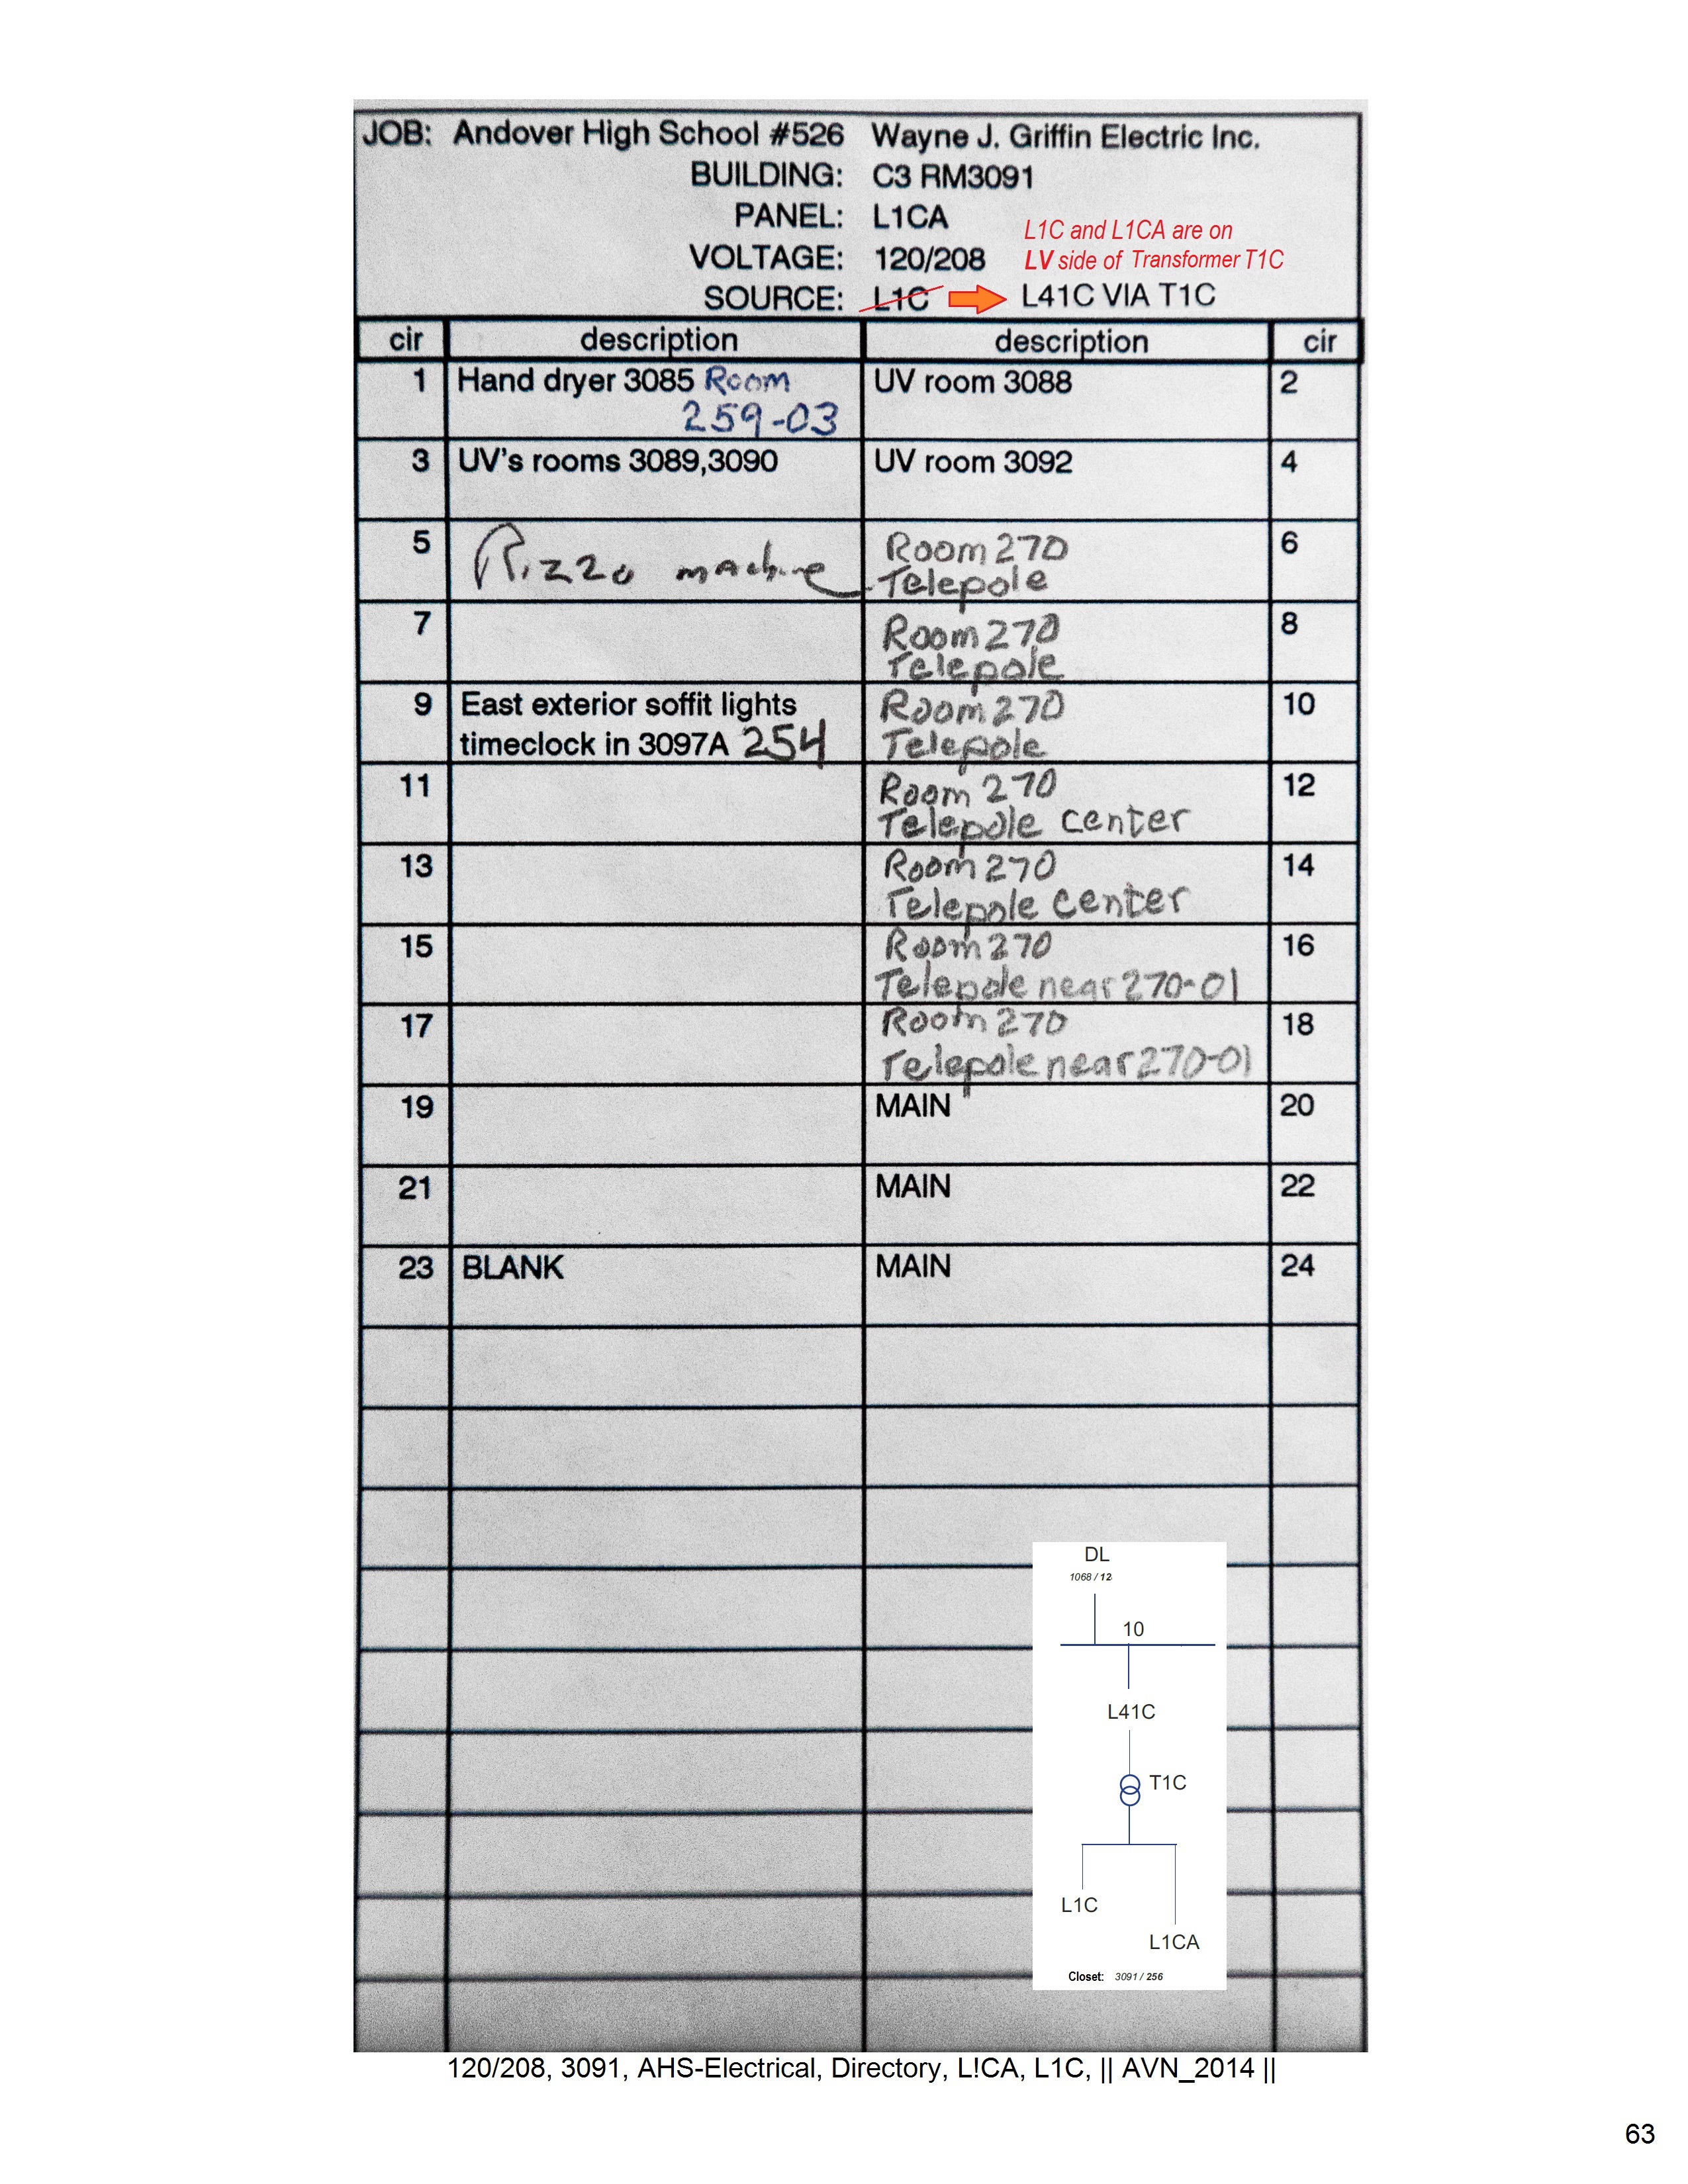 JOB: Andover High School #526 Wayne J. Griffin Electric Inc.
BUILDING: C3 RM3091
PANEL: L1CA
L1C and L1CA are on
VOLTAGE: 120/208 LV side of Transformer T1C
SOURCE: L1C L41C VIA T1C
cir description description cir
1 Hand dryer 3085 Room UV room 3088 2
259-03
3 UV's rooms 3089,3090 UV room 3092 4
5 Rizzo machine Room 270 6
Telepole
7 Room 270 8
Telepole
9 East exterior soffit lights Room 270 10
timeclock in 3097A 254 Telepole
11 Room 270 12
Telepole center
13 Room 270 14
Telepole center
15 Room 270 16
Telepole near 270-01
17 Room 270 18
Telepole near 270-01
19 MAIN 20
21 MAIN 22
23 BLANK MAIN 24
DL
1068 / 12
10
L41C
T1C
L1C
L1CA
Closet: 3091 / 256
120/208, 3091, AHS-Electrical, Directory, L!CA, L1C, || AVN_2014 ||
63